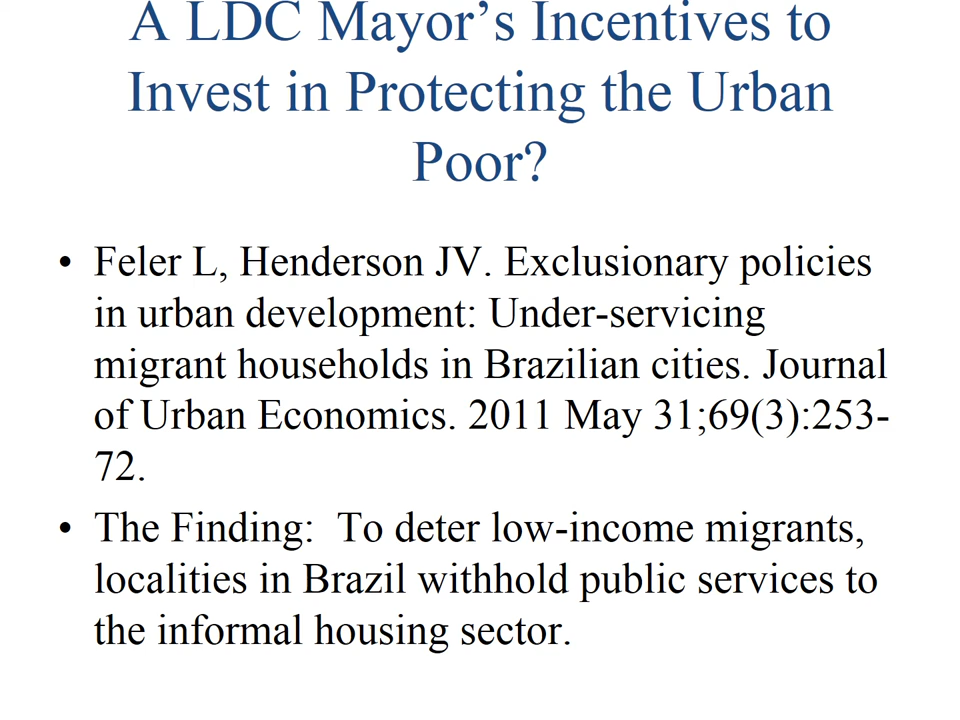 A LDC Mayor’s Incentives to
Invest in Protecting the Urban
Poor?
• Feler L, Henderson JV. Exclusionary policies
in urban development: Under-servicing
migrant households in Brazilian cities. Journal
of Urban Economics. 2011 May 31;69(3):253-
72.
• The Finding:  To deter low-income migrants,
localities in Brazil withhold public services to
the informal housing sector.